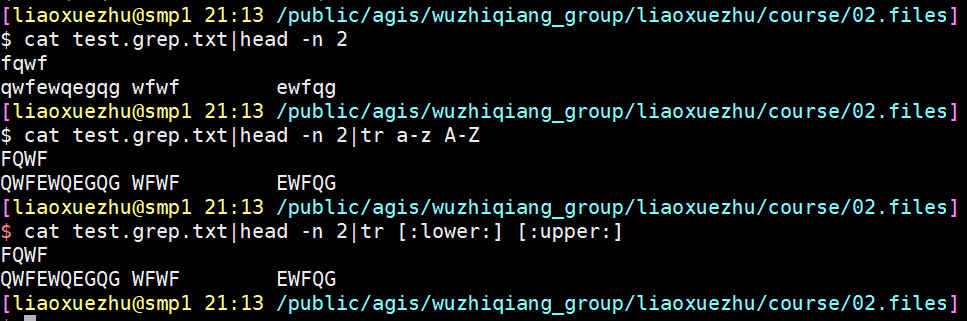 [liaoxuezhu@smp1 21:13 /public/agis/wuzhiqiang_group/liaoxuezhu/course/02.files]
$ cat test.grep.txt|head -n 2
fqwf
qwfewqegqg wfwf        ewfqg
[liaoxuezhu@smp1 21:13 /public/agis/wuzhiqiang_group/liaoxuezhu/course/02.files]
$ cat test.grep.txt|head -n 2|tr a-z A-Z
FQWF
QWFEWQEGQG WFWF        EWFQG
[liaoxuezhu@smp1 21:13 /public/agis/wuzhiqiang_group/liaoxuezhu/course/02.files]
$ cat test.grep.txt|head -n 2|tr [:lower:] [:upper:]
FQWF
QWFEWQEGQG WFWF        EWFQG
[liaoxuezhu@smp1 21:13 /public/agis/wuzhiqiang_group/liaoxuezhu/course/02.files]